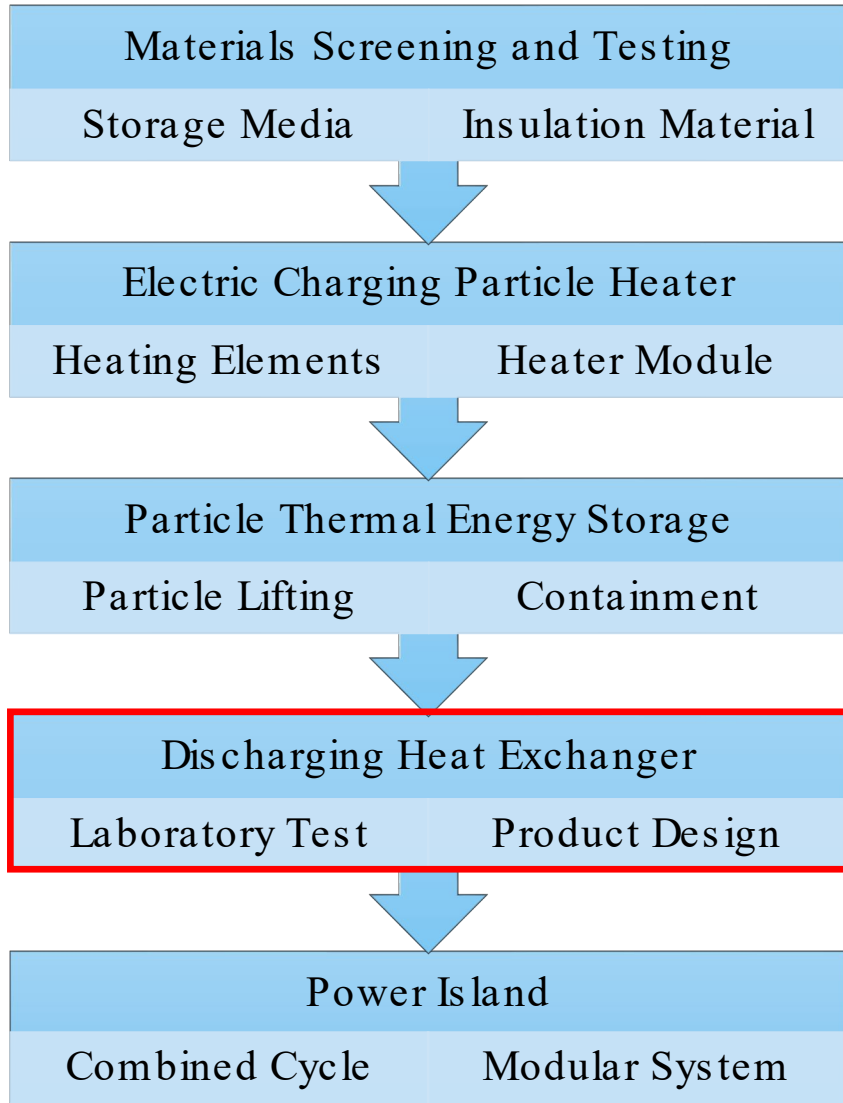 Materials Screening and Testing
Storage Media
Insulation Material
Electric Charging Particle Heater
Heating Elements
Heater Module
Particle Thermal Energy Storage
Particle Lifting
Containment
Discharging Heat Exchanger
Laboratory Test
Product Design
Power Island
Combined Cycle
Modular System